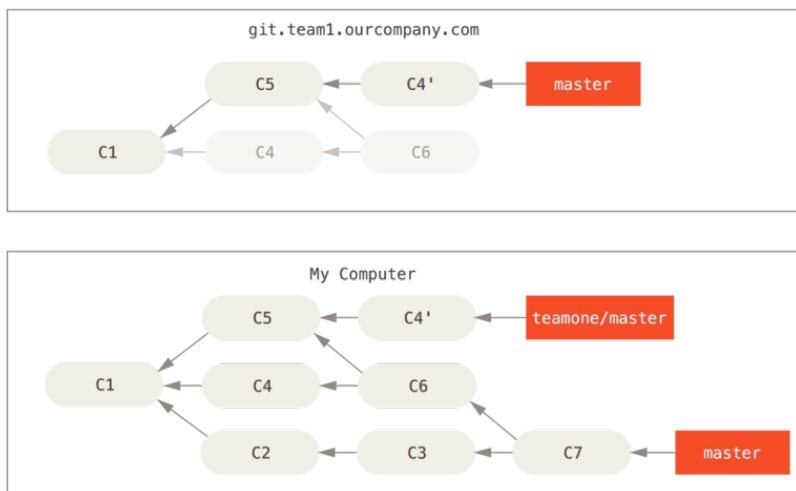 git.team1.ourcompany.com
C5 C4' master
C1 C4 C6
My Computer
C5 C4' teamone/master
C1 C4 C6
C2 C3 C7 master